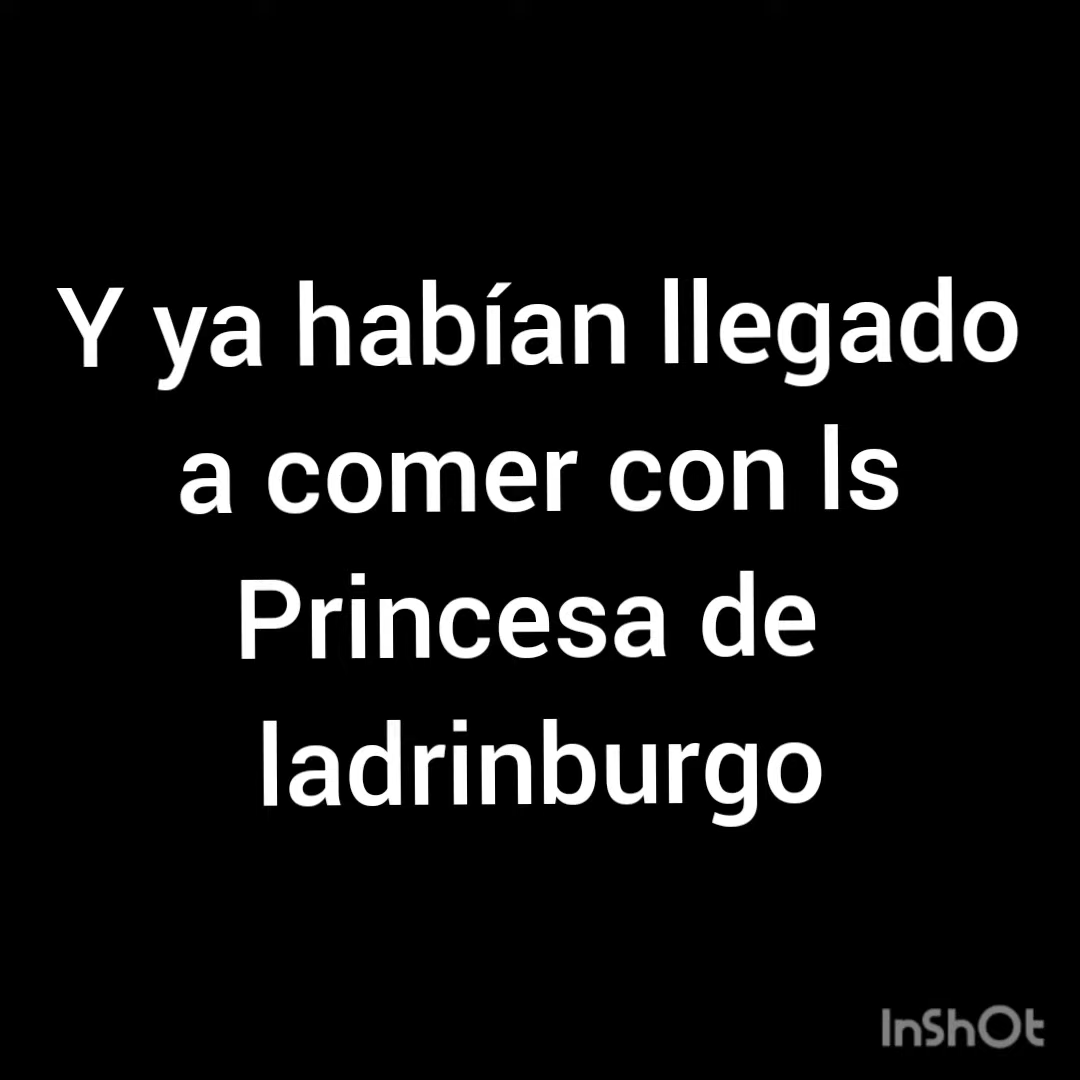 Y ya habían llegado
a comer con ls
Princesa de
ladrinburgo
InShOt